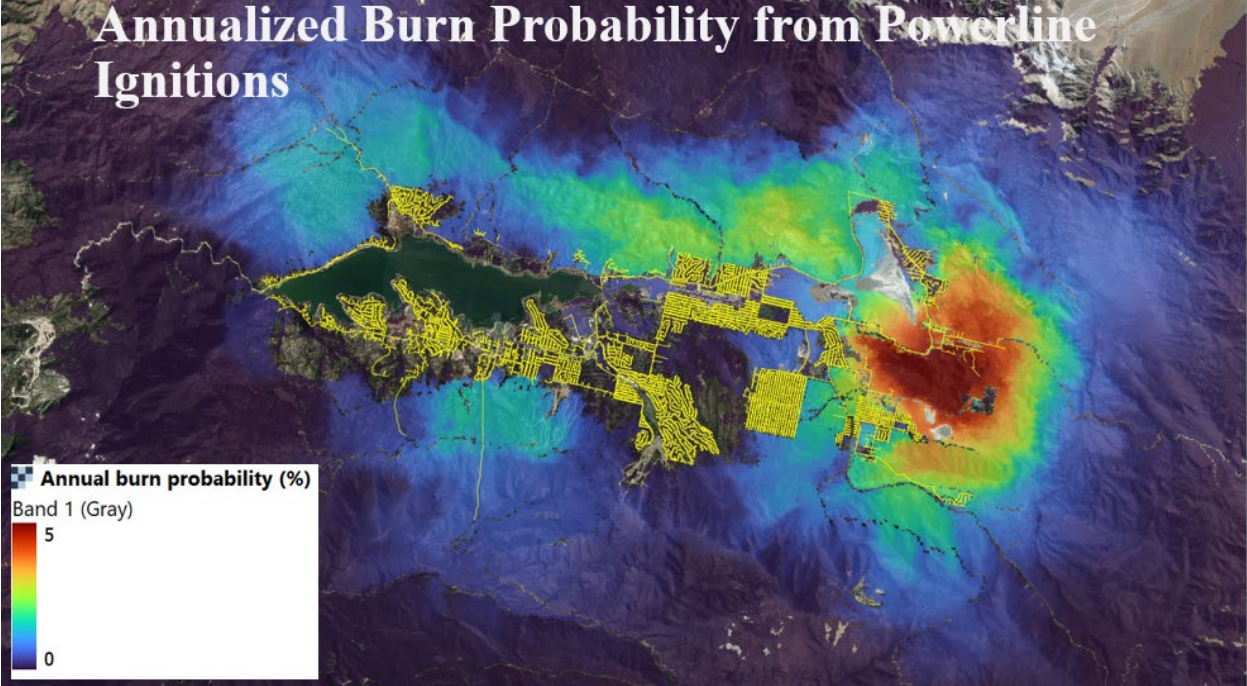 Annualized Burn Probability from Powerline
Ignitions
Annual burn probability (%)
Band 1 (Gray)
5
0